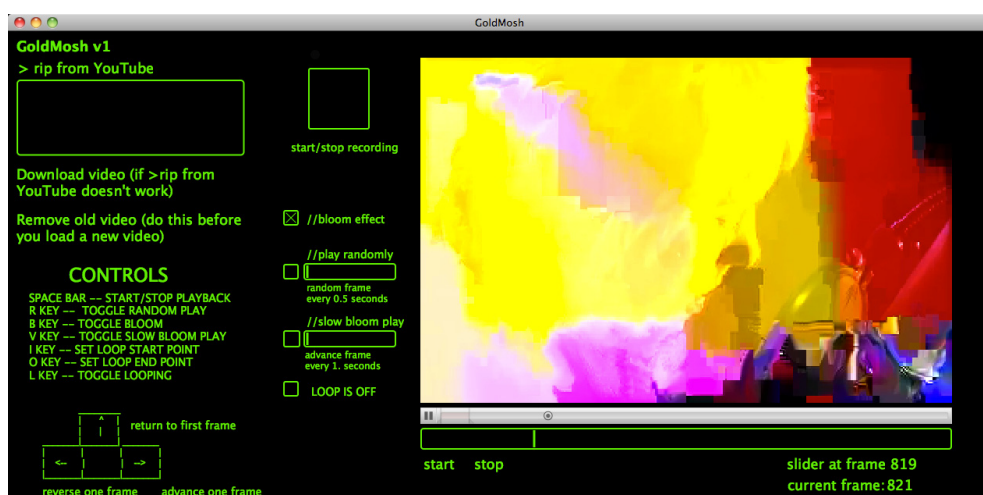 GoldMosh
GoldMosh v1
> rip from YouTube
Download video (if >rip from
YouTube doesn't work)
Remove old video (do this before
you load a new video)
CONTROLS
SPACE BAR -- START/STOP PLAYBACK
R KEY -- TOGGLE RANDOM PLAY
B KEY -- TOGGLE BLOOM
V KEY -- TOGGLE SLOW BLOOM PLAY
I KEY -- SET LOOP START POINT
O KEY -- SET LOOP END POINT
L KEY -- TOGGLE LOOPING
return to first frame
<-- -->
reverse one frame advance one frame
start/stop recording
//bloom effect
//play randomly
random frame
every 0.5 seconds
//slow bloom play
advance frame
every 1. seconds
LOOP IS OFF
start stop
slider at frame 819
current frame:821